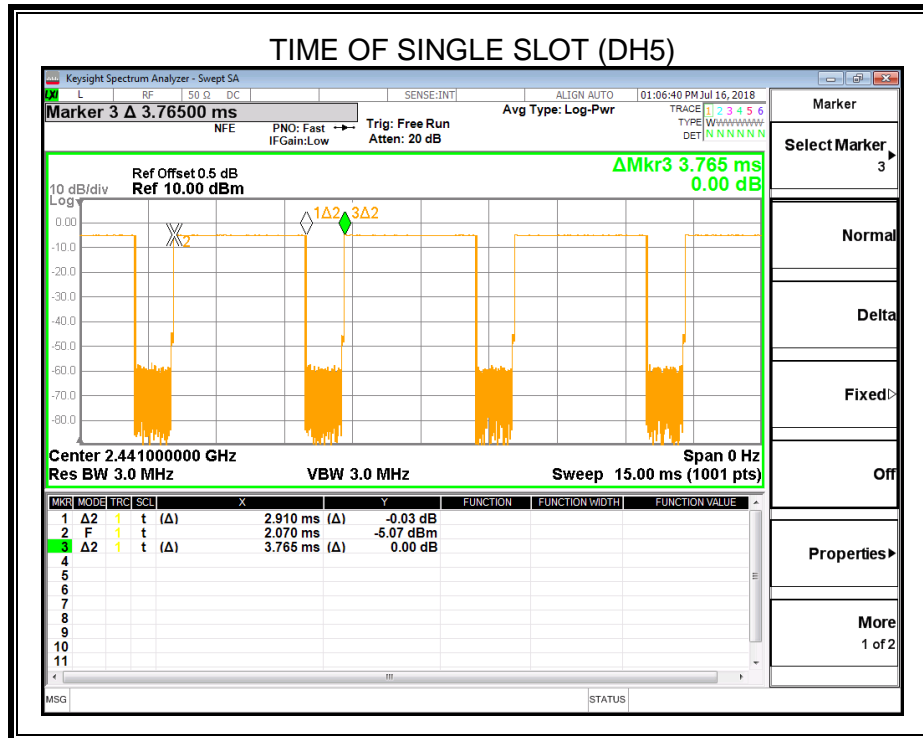 TIME OF SINGLE SLOT (DH5)
Keysight Spectrum Analyzer - Swept SA
LXI L RF 50 Ω DC SENSE:INT ALIGN AUTO 01:06:40 PM Jul 16, 2018
Marker 3 Δ 3.76500 ms
NFE
PNO: Fast
IFGain:Low
Trig: Free Run
Atten: 20 dB
Avg Type: Log-Pwr
TRACE 1 2 3 4 5 6
TYPE WWWWWW
DET N N N N N N
ΔMkr3 3.765 ms
0.00 dB
Ref Offset 0.5 dB
10 dB/div Ref 10.00 dBm
Log
1Δ2 3Δ2
2
0.00
-10.0
-20.0
-30.0
-40.0
-50.0
-60.0
-70.0
-80.0
Center 2.441000000 GHz Span 0 Hz
Res BW 3.0 MHz VBW 3.0 MHz Sweep 15.00 ms (1001 pts)
MKR MODE TRC SCL X Y FUNCTION FUNCTION WIDTH FUNCTION VALUE
1 Δ2 1 t (Δ) 2.910 ms (Δ) -0.03 dB
2 F 1 t 2.070 ms -5.07 dBm
3 Δ2 1 t (Δ) 3.765 ms (Δ) 0.00 dB
4
5
6
7
8
9
10
11
MSG STATUS
Marker
Select Marker
3
Normal
Delta
Fixed
Off
Properties
More
1 of 2